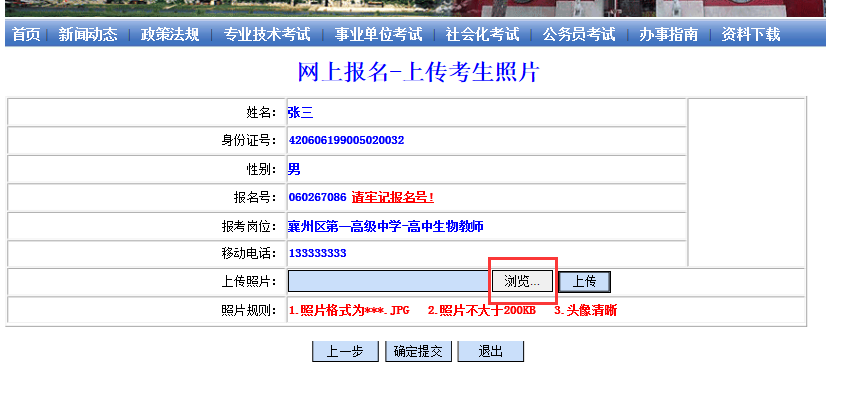 首页 | 新闻动态 | 政策法规 | 专业技术考试 | 事业单位考试 | 社会化考试 | 公务员考试 | 办事指南 | 资料下载
网上报名-上传考生照片
姓名: 张三
身份证号: 420606199005020032
性别: 男
报名号: 060267086 请牢记报名号!
报考岗位: 襄州区第一高级中学-高中生物教师
移动电话: 133333333
上传照片: 浏览... 上传
照片规则: 1.照片格式为***.JPG 2.照片不大于200KB 3.头像清晰
上一步 确定提交 退出